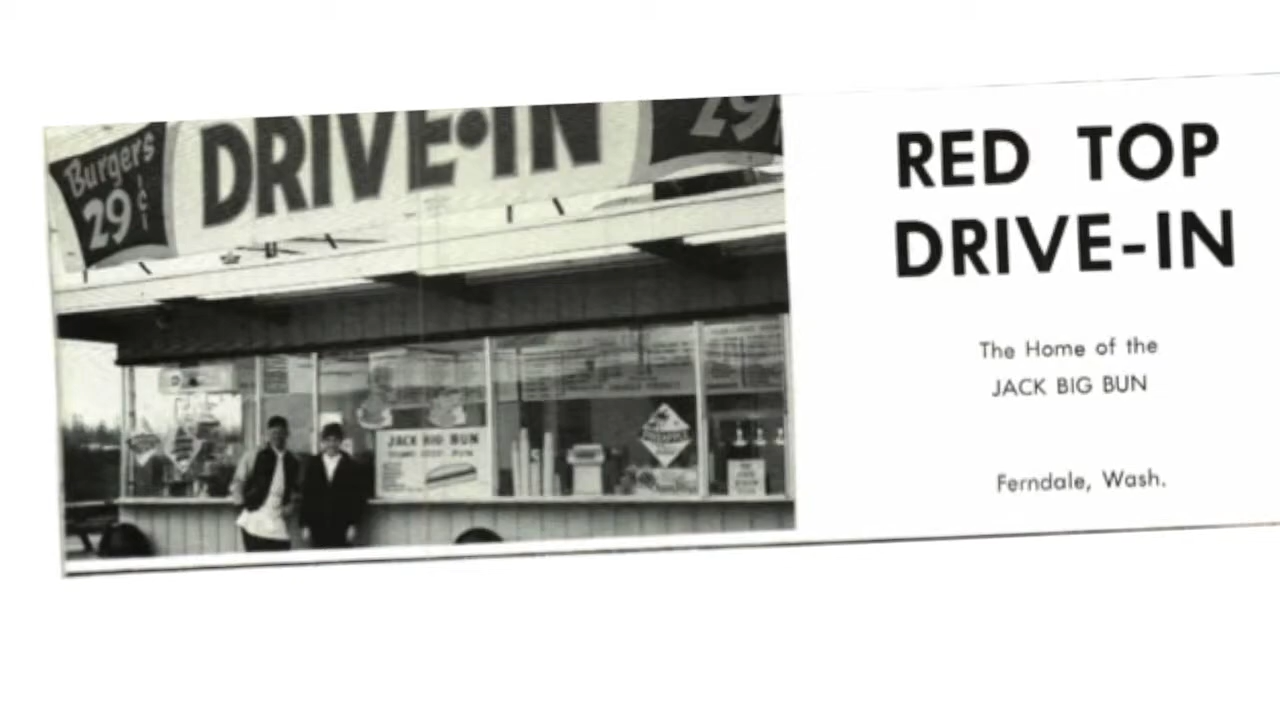 Burgers
29¢
DRIVE-IN
29
JACK BIG BUN
PINEAPPLE
RED TOP
DRIVE-IN
The Home of the
JACK BIG BUN
Ferndale, Wash.